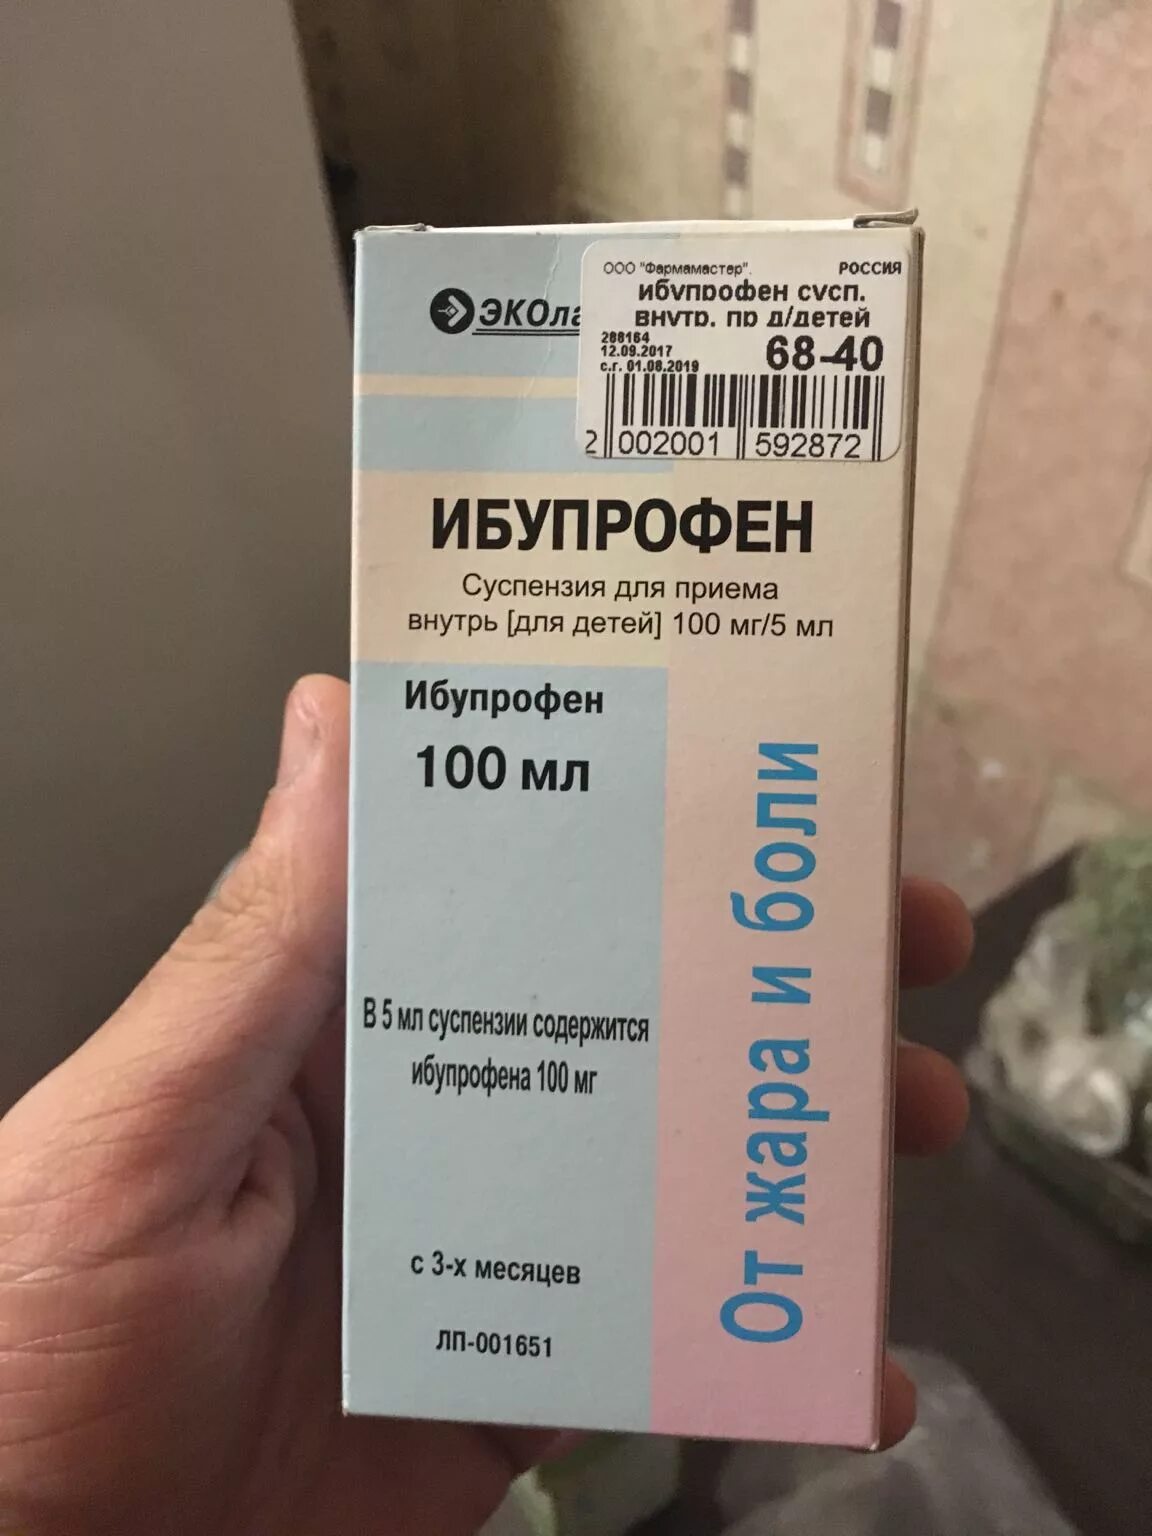 ООО "Фармамастер". РОССИЯ
ибупрофен сусп.
внутр. пр д/детей
288164
12.09.2017
с.г. 01.08.2019
68-40
2 002001 592872
ЭКОла
ИБУПРОФЕН
Суспензия для приема
внутрь [для детей] 100 мг/5 мл
Ибупрофен
100 мл
От жара и боли
В 5 мл суспензии содержится
ибупрофена 100 мг
с 3-х месяцев
ЛП-001651